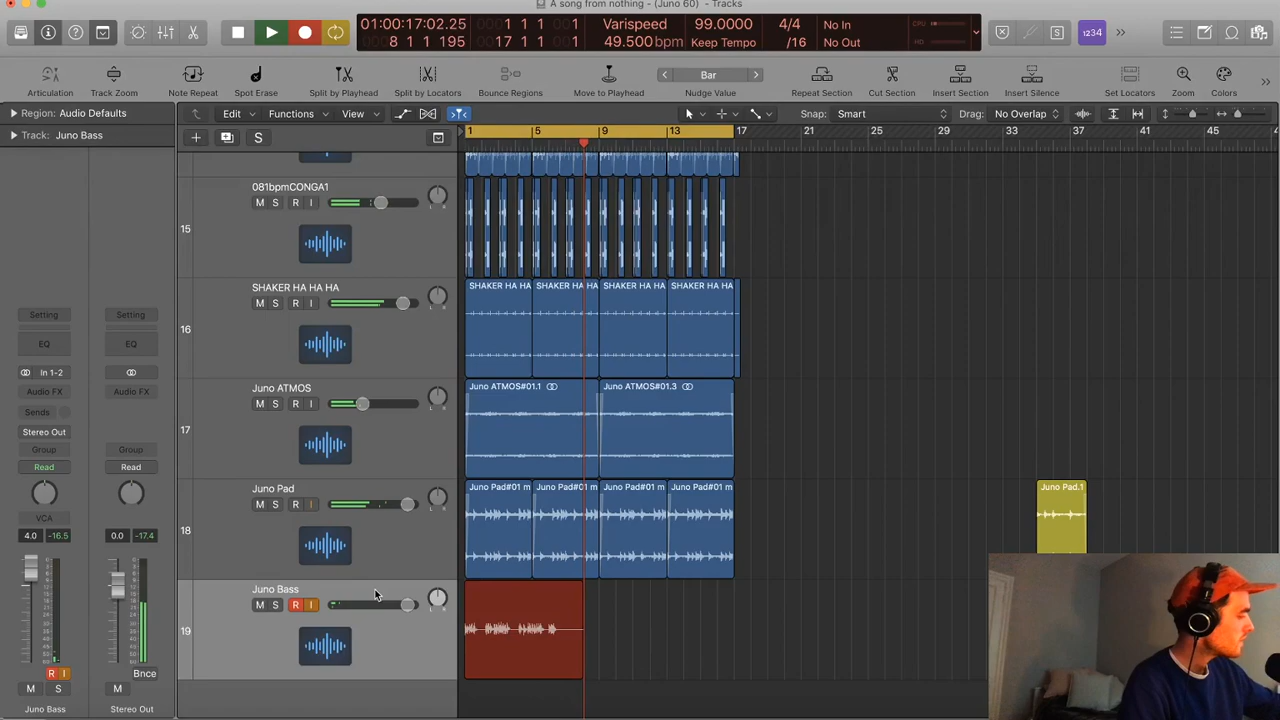 A song from nothing - (Juno 60) - Tracks
01:00:17:02.25
8 1 1 195
1 1 1 1
17 1 1 1
Varispeed
49.500bpm
99.0000
Keep Tempo
4/4
/16
No In
No Out
CPU
HD
1234
Articulation
Track Zoom
Note Repeat
Spot Erase
Split by Playhead
Split by Locators
Bounce Regions
Move to Playhead
Bar
Nudge Value
Repeat Section
Cut Section
Insert Section
Insert Silence
Set Locators
Zoom
Colors
Region: Audio Defaults
Track: Juno Bass
Edit
Functions
View
Snap: Smart
Drag: No Overlap
S
1 5 9 13 17 21 25 29 33 37 41 45
15
081bpmCONGA1
M S R I
L R
16
SHAKER HA HA HA
M S R I
L R
SHAKER HA HA
SHAKER HA HA
SHAKER HA HA
SHAKER HA HA
17
Juno ATMOS
M S R I
L R
Juno ATMOS#01.1
Juno ATMOS#01.3
18
Juno Pad
M S R I
L R
Juno Pad#01 m
Juno Pad#01 m
Juno Pad#01 m
Juno Pad#01 m
Juno Pad.1
19
Juno Bass
M S R I
L R
Setting
Setting
EQ
EQ
In 1-2
Audio FX
Audio FX
Sends
Stereo Out
Group
Group
Read
Read
VCA
4.0 -16.5
0.0 -17.4
R I
Bnce
M S
M
Juno Bass
Stereo Out